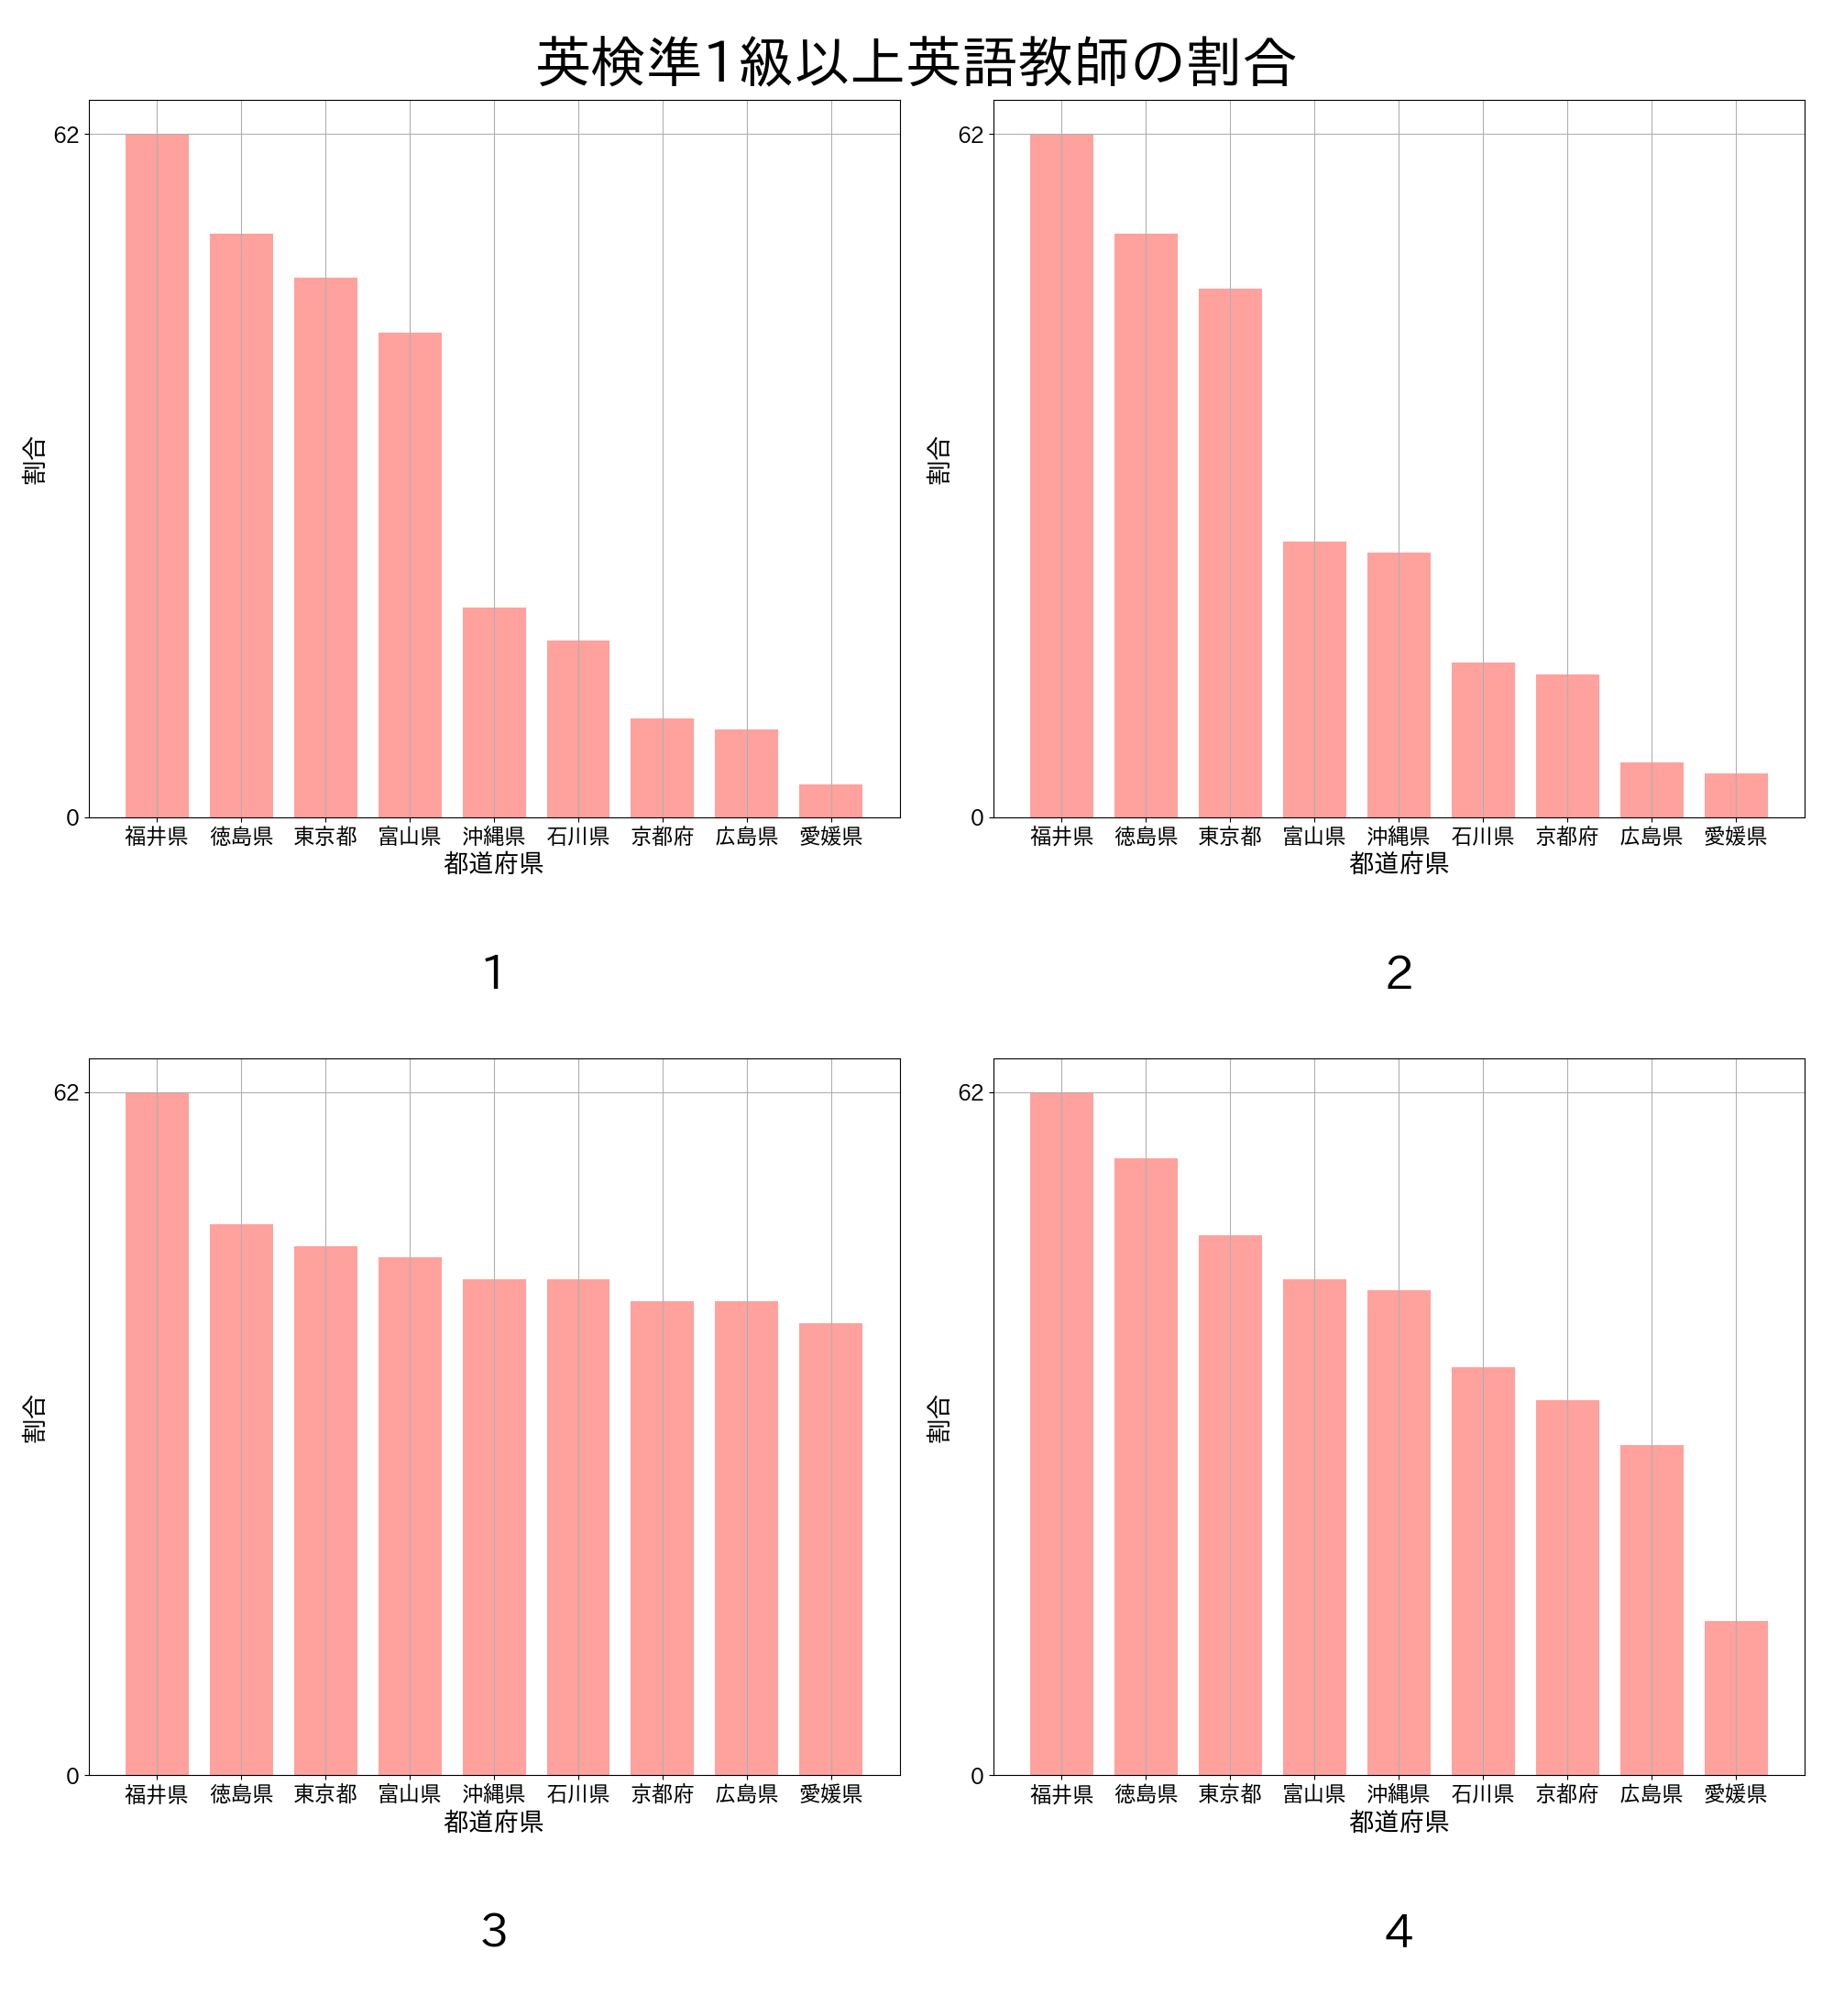 英検準1級以上英語教師の割合
62
0
割合
福井県 徳島県 東京都 富山県 沖縄県 石川県 京都府 広島県 愛媛県
都道府県
1
62
0
割合
福井県 徳島県 東京都 富山県 沖縄県 石川県 京都府 広島県 愛媛県
都道府県
2
62
0
割合
福井県 徳島県 東京都 富山県 沖縄県 石川県 京都府 広島県 愛媛県
都道府県
3
62
0
割合
福井県 徳島県 東京都 富山県 沖縄県 石川県 京都府 広島県 愛媛県
都道府県
4